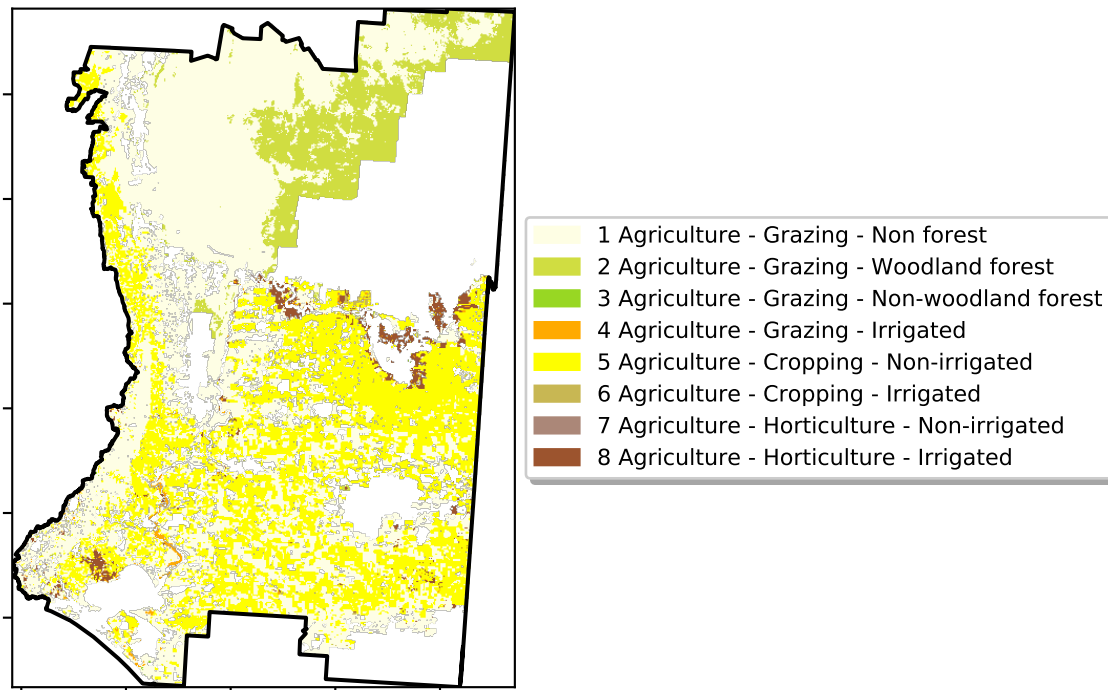 1 Agriculture - Grazing - Non forest
2 Agriculture - Grazing - Woodland forest
3 Agriculture - Grazing - Non-woodland forest
4 Agriculture - Grazing - Irrigated
5 Agriculture - Cropping - Non-irrigated
6 Agriculture - Cropping - Irrigated
7 Agriculture - Horticulture - Non-irrigated
8 Agriculture - Horticulture - Irrigated